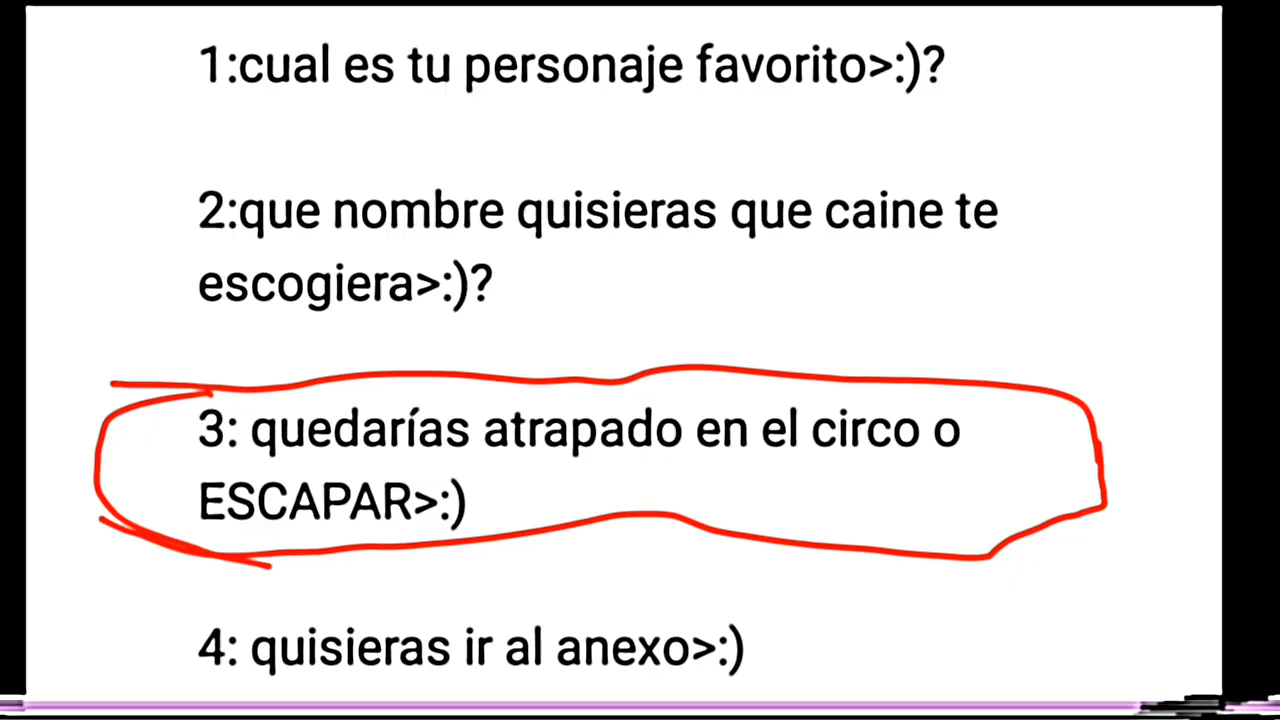 1:cual es tu personaje favorito>:)?
2:que nombre quisieras que caine te
escogiera>:)?
3: quedarías atrapado en el circo o
ESCAPAR>:)
4: quisieras ir al anexo>:)